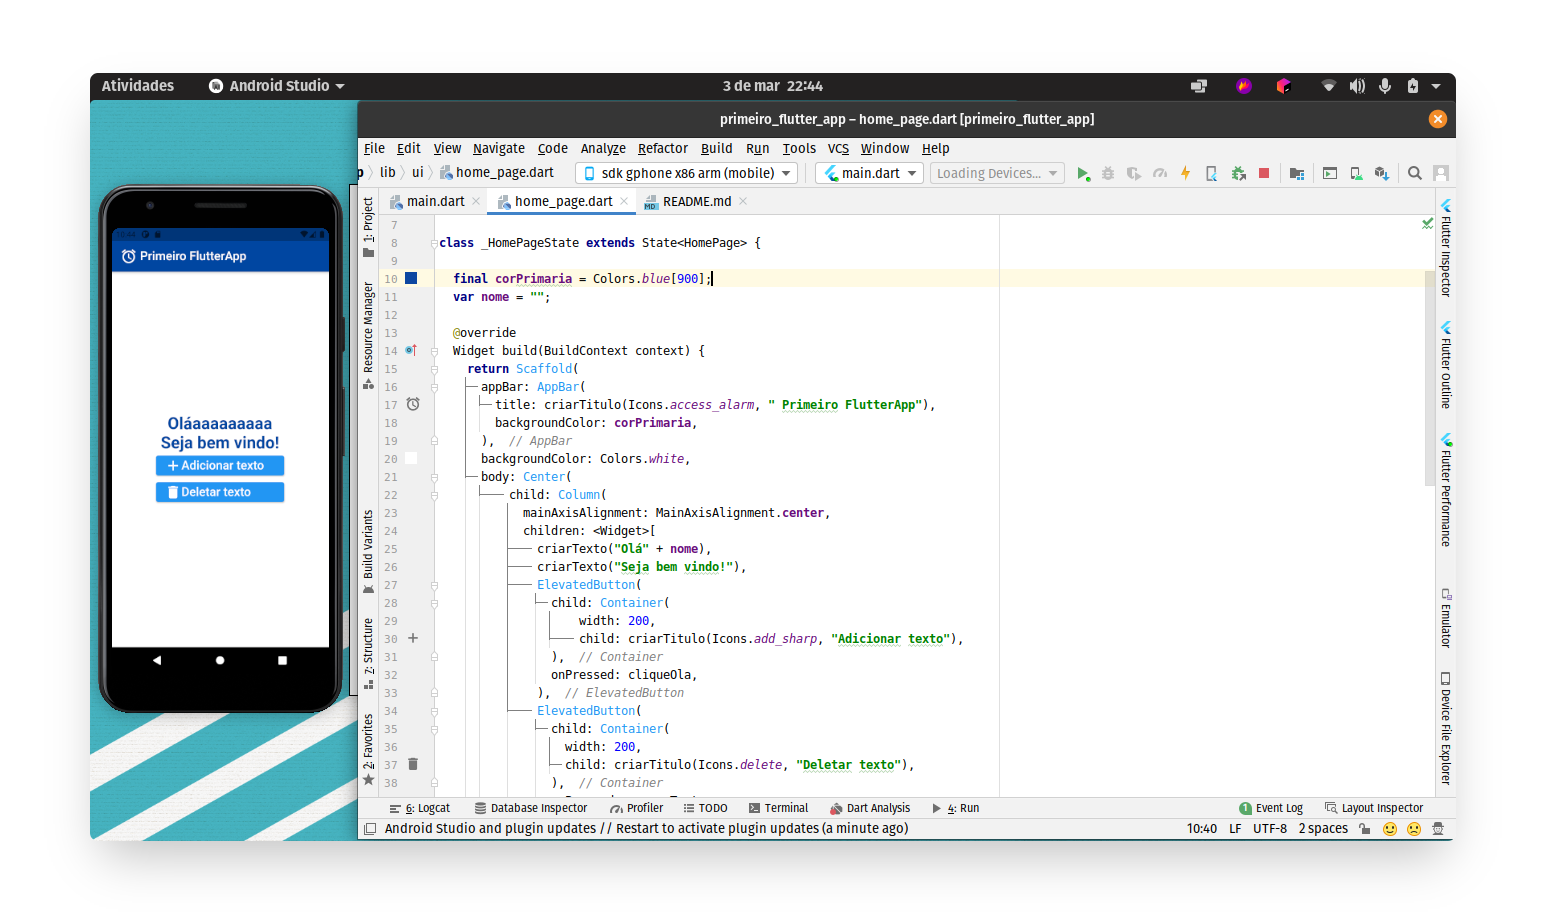 Atividades
Android Studio
3 de mar 22:44
primeiro_flutter_app – home_page.dart [primeiro_flutter_app]
File Edit View Navigate Code Analyze Refactor Build Run Tools VCS Window Help
p lib ui home_page.dart
sdk gphone x86 arm (mobile)
main.dart
Loading Devices...
main.dart
home_page.dart
README.md
1: Project
Resource Manager
Build Variants
7: Structure
2: Favorites
Primeiro FlutterApp
Oláaaaaaaaaa
Seja bem vindo!
+ Adicionar texto
Deletar texto
7
8 class _HomePageState extends State<HomePage> {
9
10 final corPrimaria = Colors.blue[900];
11 var nome = "";
12
13 @override
14 Widget build(BuildContext context) {
15 return Scaffold(
16 appBar: AppBar(
17 title: criarTitulo(Icons.access_alarm, " Primeiro FlutterApp"),
18 backgroundColor: corPrimaria,
19 ), // AppBar
20 backgroundColor: Colors.white,
21 body: Center(
22 child: Column(
23 mainAxisAlignment: MainAxisAlignment.center,
24 children: <Widget>[
25 criarTexto("Olá" + nome),
26 criarTexto("Seja bem vindo!"),
27 ElevatedButton(
28 child: Container(
29 width: 200,
30 child: criarTitulo(Icons.add_sharp, "Adicionar texto"),
31 ), // Container
32 onPressed: cliqueOla,
33 ), // ElevatedButton
34 ElevatedButton(
35 child: Container(
36 width: 200,
37 child: criarTitulo(Icons.delete, "Deletar texto"),
38 ), // Container
Flutter Inspector
Flutter Outline
Flutter Performance
Emulator
Device File Explorer
6: Logcat
Database Inspector
Profiler
TODO
Terminal
Dart Analysis
4: Run
1 Event Log
Layout Inspector
Android Studio and plugin updates // Restart to activate plugin updates (a minute ago)
10:40 LF UTF-8 2 spaces